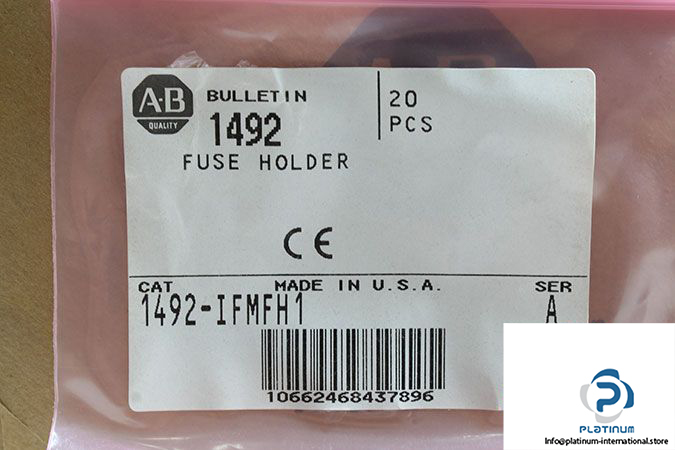 A-B
QUALITY
BULLETIN
1492
FUSE HOLDER
20
PCS
CE
CAT
MADE IN U.S.A.
SER
1492-IFMFH1
A
10662468437896
PLATINUM
Info@platinum-international.store